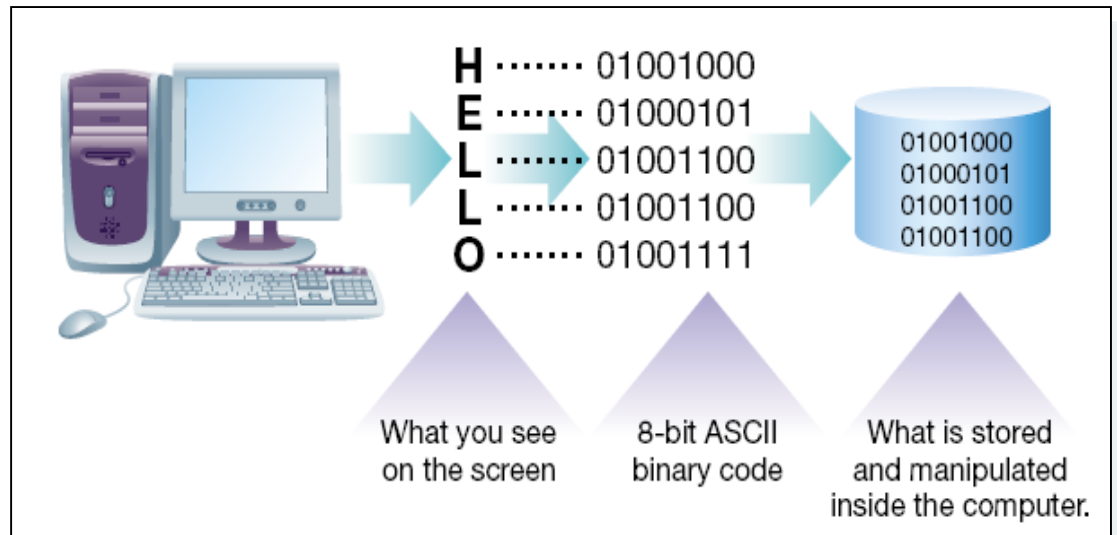 H ······· 01001000
E ······· 01000101
L ······· 01001100
L ······· 01001100
O ······· 01001111
01001000
01000101
01001100
01001100
What you see
on the screen
8-bit ASCII
binary code
What is stored
and manipulated
inside the computer.